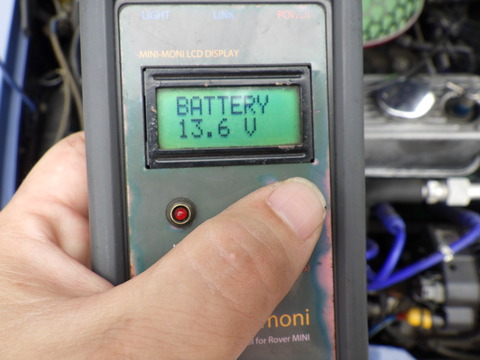 LIGHT LINK POWER
-MINI-MONI LCD DISPLAY
BATTERY
13.6 V
moni
for Rover MINI